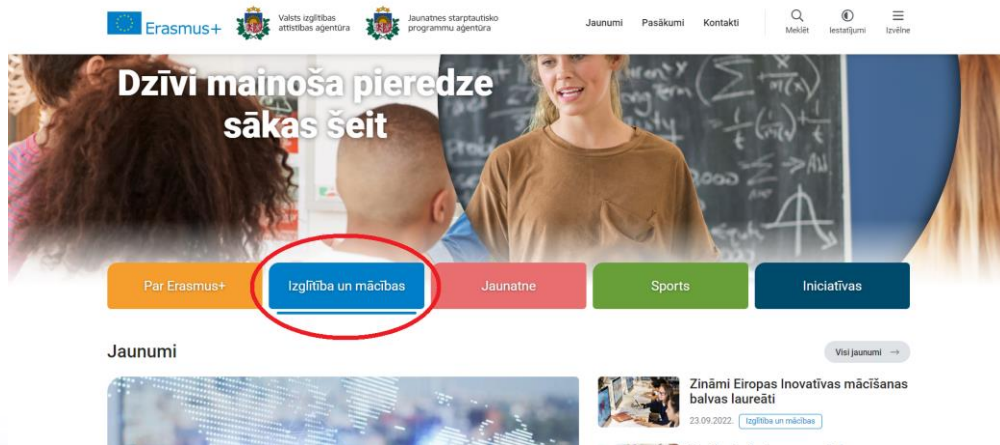 Erasmus+
Valsts izglītības
attīstības aģentūra
Jaunatnes starptautisko
programmu aģentūra
Jaunumi
Pasākumi
Kontakti
Meklēt
Iestatījumi
Izvēlne
Dzīvi mainoša pieredze
sākas šeit
Par Erasmus+
Izglītība un mācības
Jaunatne
Sports
Iniciatīvas
Jaunumi
Visi jaunumi →
Zināmi Eiropas Inovatīvas mācīšanas
balvas laureāti
23.09.2022.
Izglītība un mācības